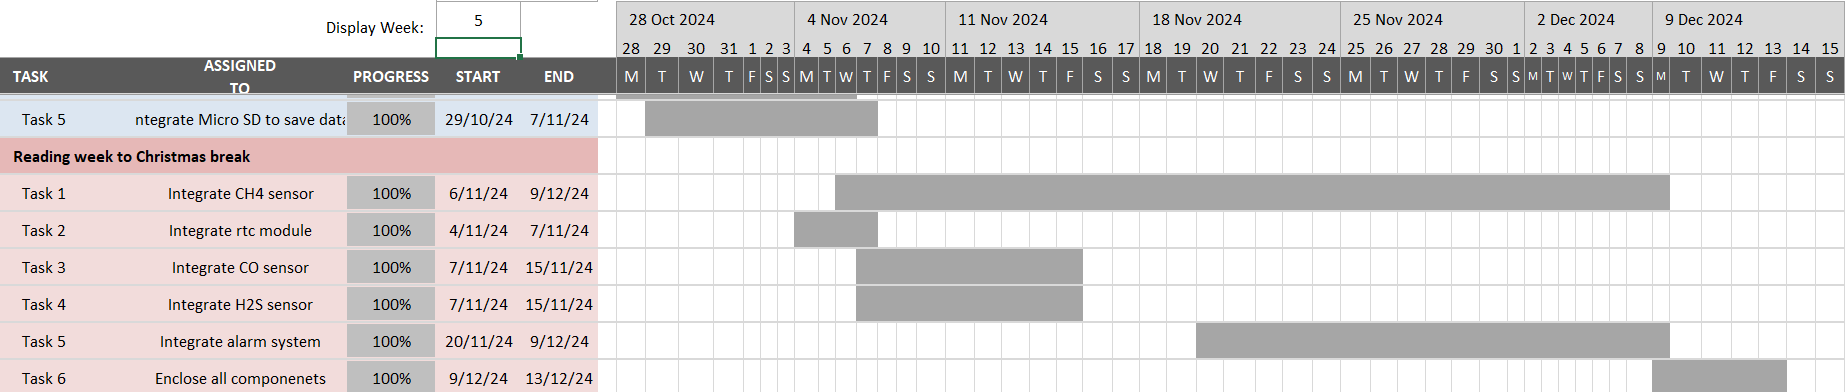 Display Week: 5
28 Oct 2024 4 Nov 2024 11 Nov 2024 18 Nov 2024 25 Nov 2024 2 Dec 2024 9 Dec 2024
28 29 30 31 1 2 3 4 5 6 7 8 9 10 11 12 13 14 15 16 17 18 19 20 21 22 23 24 25 26 27 28 29 30 1 2 3 4 5 6 7 8 9 10 11 12 13 14 15
TASK ASSIGNED TO PROGRESS START END M T W T F S S M T W T F S S M T W T F S S M T W T F S S M T W T F S S M T W T F S S M T W T F S S
Task 5 ntegrate Micro SD to save data 100% 29/10/24 7/11/24
Reading week to Christmas break
Task 1 Integrate CH4 sensor 100% 6/11/24 9/12/24
Task 2 Integrate rtc module 100% 4/11/24 7/11/24
Task 3 Integrate CO sensor 100% 7/11/24 15/11/24
Task 4 Integrate H2S sensor 100% 7/11/24 15/11/24
Task 5 Integrate alarm system 100% 20/11/24 9/12/24
Task 6 Enclose all componenets 100% 9/12/24 13/12/24